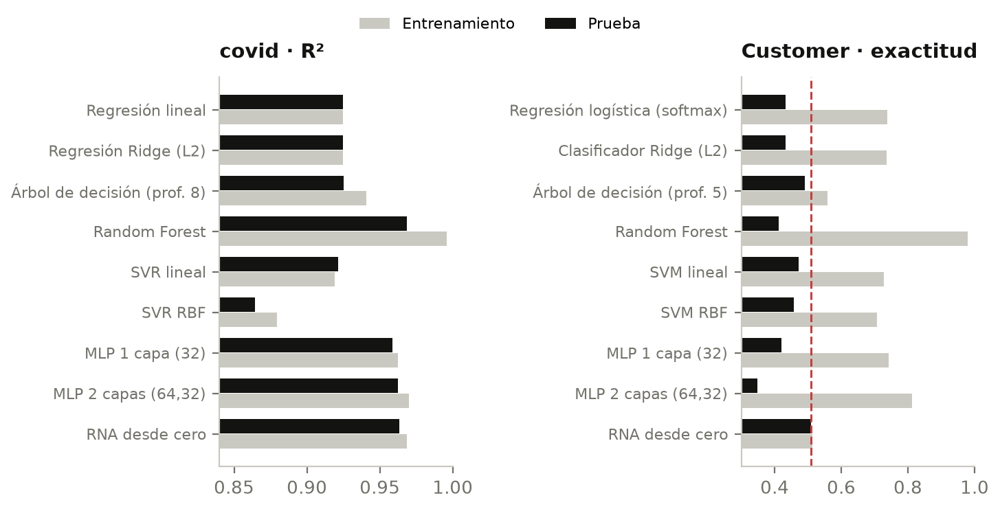 Entrenamiento Prueba
covid · R²
Regresión lineal
Regresión Ridge (L2)
Árbol de decisión (prof. 8)
Random Forest
SVR lineal
SVR RBF
MLP 1 capa (32)
MLP 2 capas (64,32)
RNA desde cero
0.85 0.90 0.95 1.00
Customer · exactitud
Regresión logística (softmax)
Clasificador Ridge (L2)
Árbol de decisión (prof. 5)
Random Forest
SVM lineal
SVM RBF
MLP 1 capa (32)
MLP 2 capas (64,32)
RNA desde cero
0.4 0.6 0.8 1.0